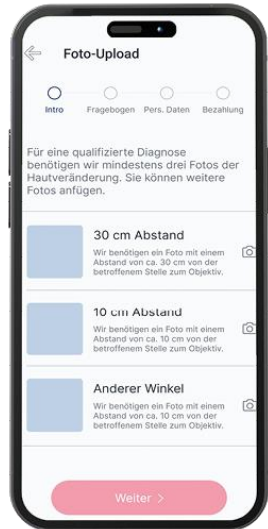 Foto-Upload
Intro Fragebogen Pers. Daten Bezahlung
Für eine qualifizierte Diagnose
benötigen wir mindestens drei Fotos der
Hautveränderung. Sie können weitere
Fotos anfügen.
30 cm Abstand
Wir benötigen ein Foto mit einem
Abstand von ca. 30 cm von der
betroffenem Stelle zum Objektiv.
10 cm Abstand
Wir benötigen ein Foto mit einem
Abstand von ca. 10 cm von der
betroffenem Stelle zum Objektiv.
Anderer Winkel
Wir benötigen ein Foto mit einem
Abstand von ca. 10 cm von der
betroffenem Stelle zum Objektiv.
Weiter >